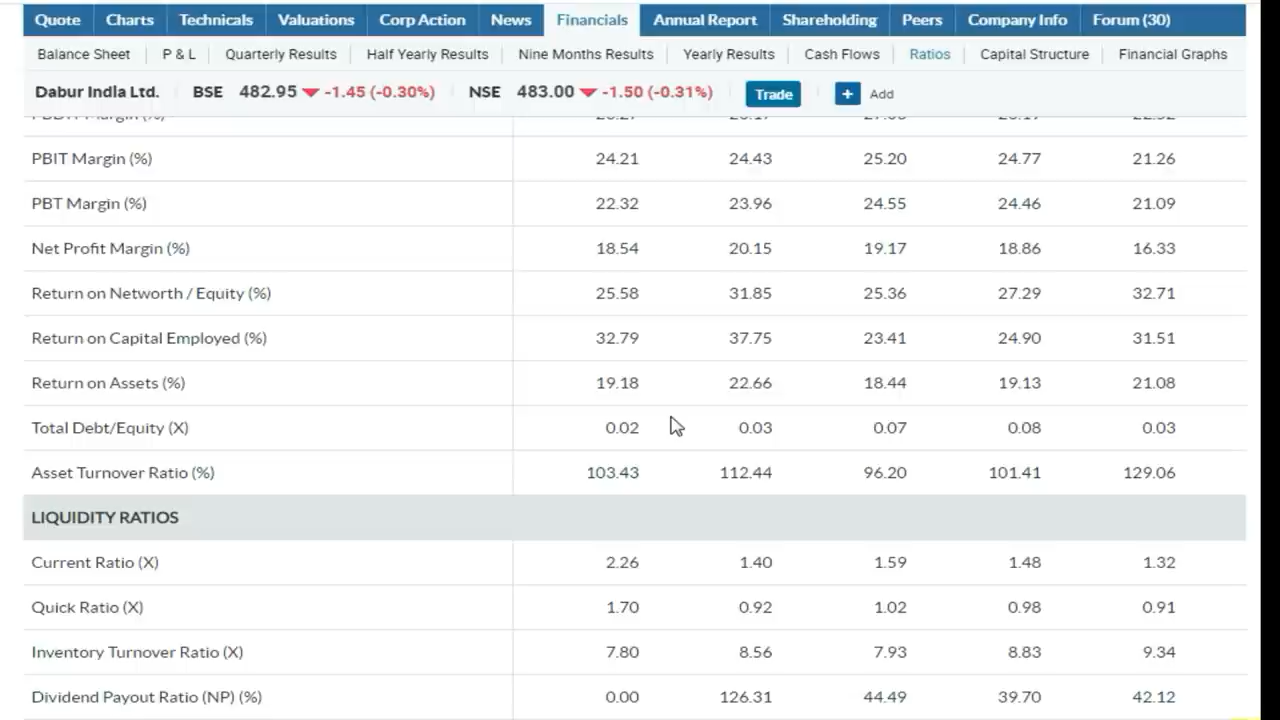 Quote Charts Technicals Valuations Corp Action News Financials Annual Report Shareholding Peers Company Info Forum (30)
Balance Sheet P & L Quarterly Results Half Yearly Results Nine Months Results Yearly Results Cash Flows Ratios Capital Structure Financial Graphs
Dabur India Ltd. BSE 482.95 -1.45 (-0.30%) NSE 483.00 -1.50 (-0.31%) Trade + Add
PBIT Margin (%) 24.21 24.43 25.20 24.77 21.26
PBT Margin (%) 22.32 23.96 24.55 24.46 21.09
Net Profit Margin (%) 18.54 20.15 19.17 18.86 16.33
Return on Networth / Equity (%) 25.58 31.85 25.36 27.29 32.71
Return on Capital Employed (%) 32.79 37.75 23.41 24.90 31.51
Return on Assets (%) 19.18 22.66 18.44 19.13 21.08
Total Debt/Equity (X) 0.02 0.03 0.07 0.08 0.03
Asset Turnover Ratio (%) 103.43 112.44 96.20 101.41 129.06
LIQUIDITY RATIOS
Current Ratio (X) 2.26 1.40 1.59 1.48 1.32
Quick Ratio (X) 1.70 0.92 1.02 0.98 0.91
Inventory Turnover Ratio (X) 7.80 8.56 7.93 8.83 9.34
Dividend Payout Ratio (NP) (%) 0.00 126.31 44.49 39.70 42.12